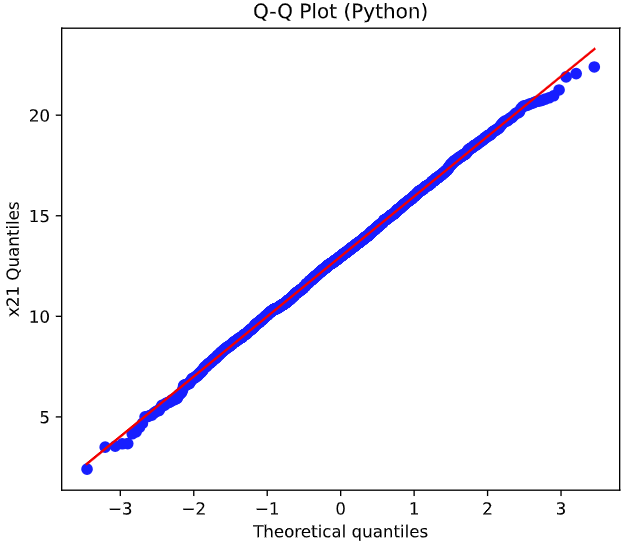 Q-Q Plot (Python)
x21 Quantiles
20
15
10
5
−3 −2 −1 0 1 2 3
Theoretical quantiles